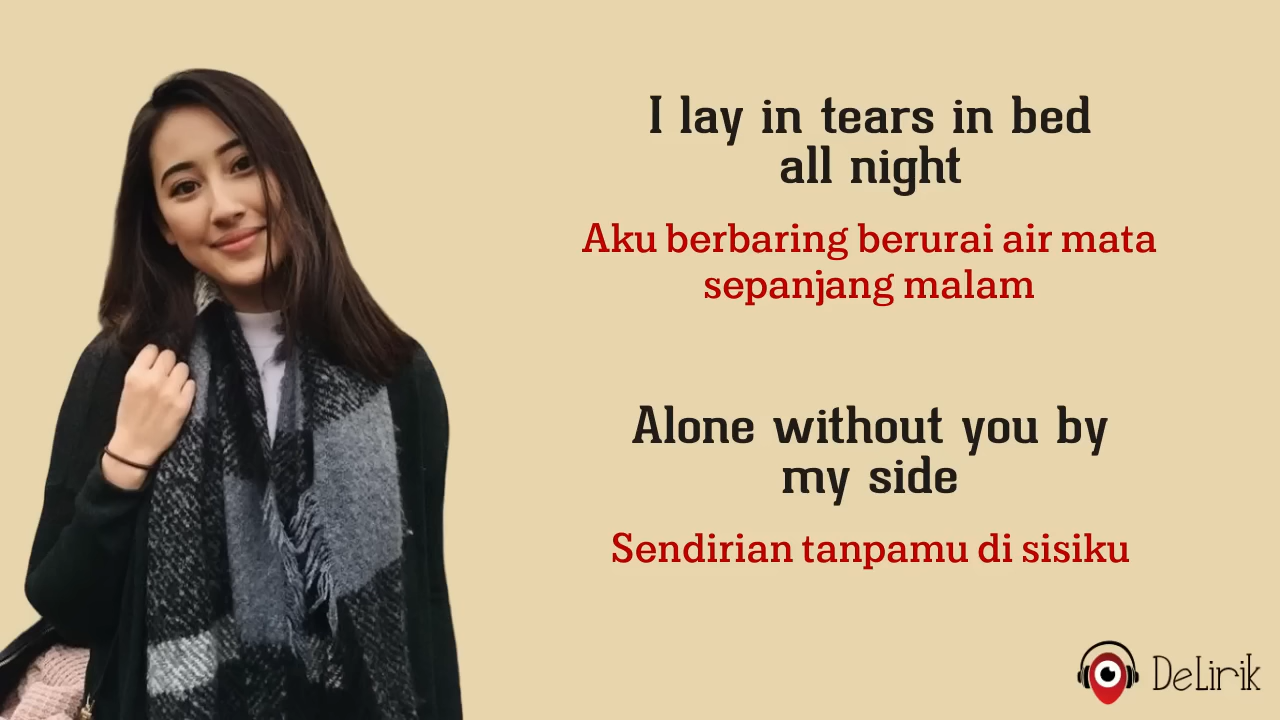 I lay in tears in bed
all night
Aku berbaring berurai air mata
sepanjang malam
Alone without you by
my side
Sendirian tanpamu di sisiku
DeLirik